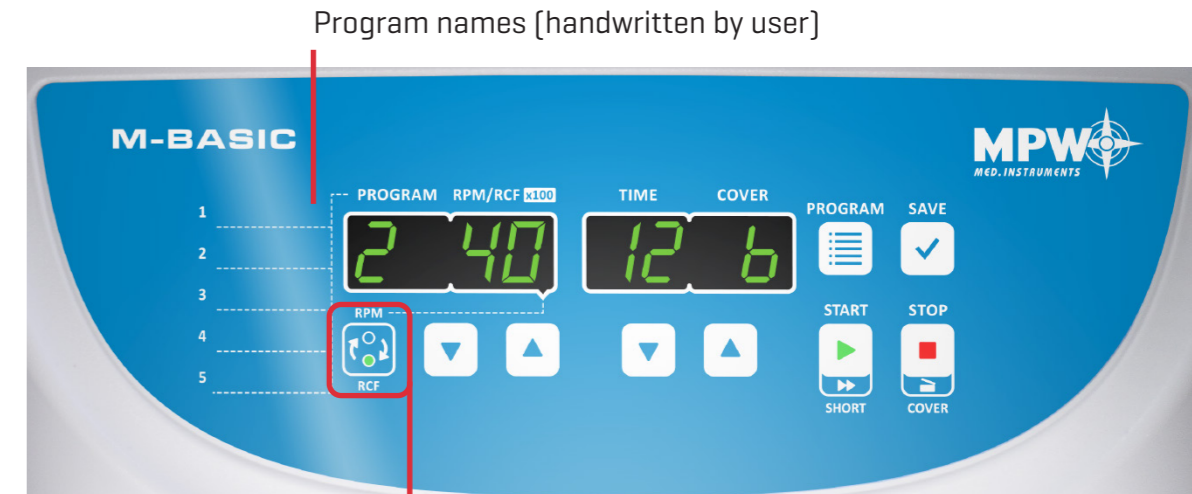 Program names (handwritten by user)
M-BASIC
MPW
MED.INSTRUMENTS
PROGRAM RPM/RCF x100 TIME COVER PROGRAM SAVE
1
2 40 12 b
2
3
RPM START STOP
4
5
RCF SHORT COVER